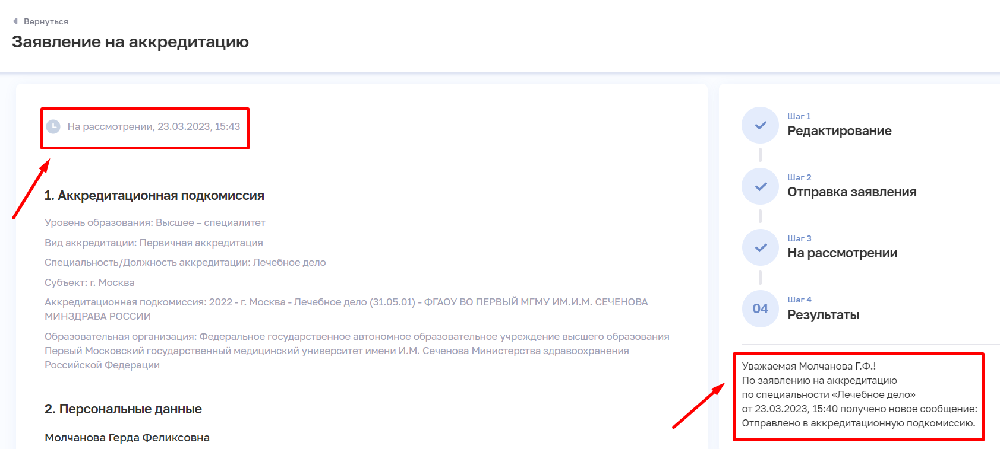 Вернуться
Заявление на аккредитацию
На рассмотрении, 23.03.2023, 15:43
1. Аккредитационная подкомиссия
Уровень образования: Высшее – специалитет
Вид аккредитации: Первичная аккредитация
Специальность/Должность аккредитации: Лечебное дело
Субъект: г. Москва
Аккредитационная подкомиссия: 2022 - г. Москва - Лечебное дело (31.05.01) - ФГАОУ ВО ПЕРВЫЙ МГМУ ИМ.И.М. СЕЧЕНОВА
МИНЗДРАВА РОССИИ
Образовательная организация: Федеральное государственное автономное образовательное учреждение высшего образования
Первый Московский государственный медицинский университет имени И.М. Сеченова Министерства здравоохранения
Российской Федерации
2. Персональные данные
Молчанова Герда Феликсовна
Шаг 1
Редактирование
Шаг 2
Отправка заявления
Шаг 3
На рассмотрении
04
Шаг 4
Результаты
Уважаемая Молчанова Г.Ф.!
По заявлению на аккредитацию
по специальности «Лечебное дело»
от 23.03.2023, 15:40 получено новое сообщение:
Отправлено в аккредитационную подкомиссию.